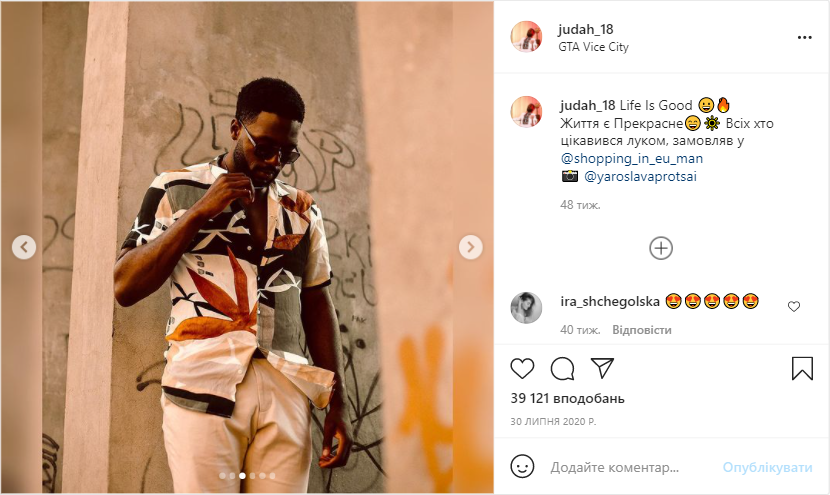 judah_18
GTA Vice City
judah_18 Life Is Good 😀🔥
Життя є Прекрасне😄☀️ Всіх хто
цікавився луком, замовляв у
@shopping_in_eu_man
📸 @yaroslavaprotsai
48 тиж.
ira_shchegolska 😍😍😍😍😍
40 тиж. Відповісти
39 121 вподобань
30 ЛИПНЯ 2020 Р.
Додайте коментар... Опублікувати